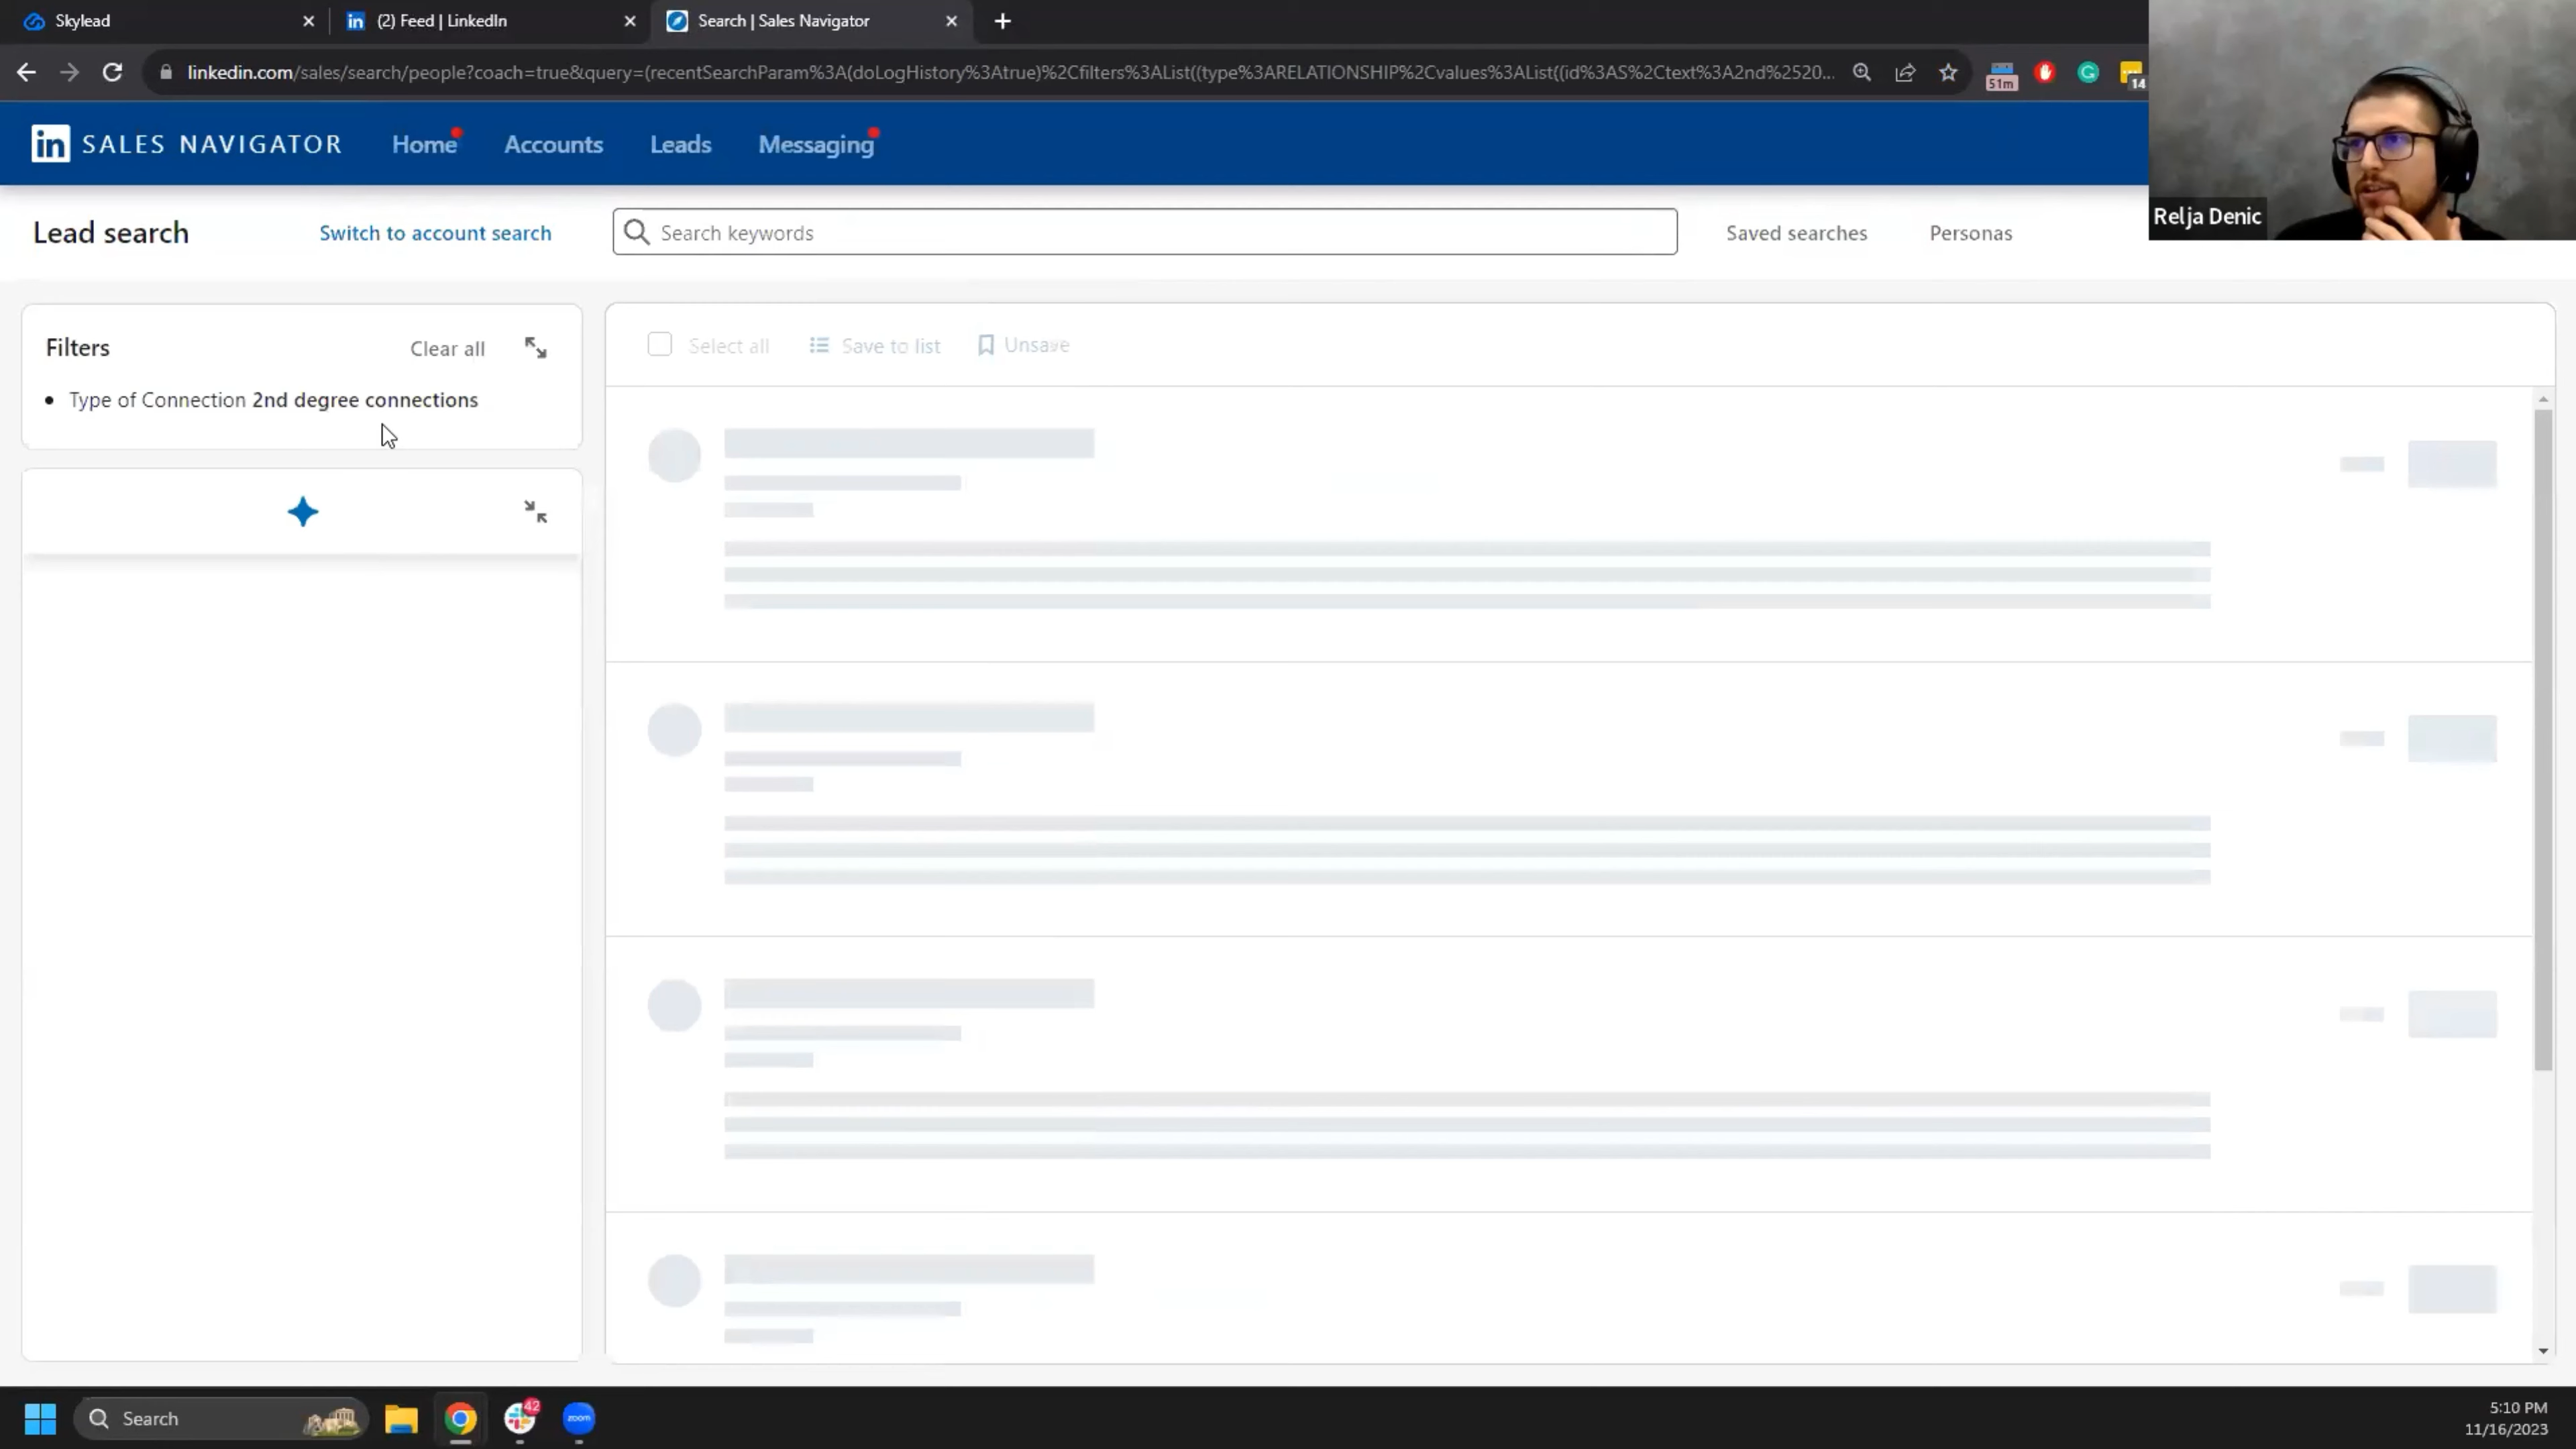 Skylead
in (2) Feed | LinkedIn
Search | Sales Navigator
linkedin.com/sales/search/people?coach=true&query=(recentSearchParam%3A(doLogHistory%3Atrue)%2Cfilters%3AList((type%3ARELATIONSHIP%2Cvalues%3AList((id%3AS%2Ctext%3A2nd%2520...
51m
14
in SALES NAVIGATOR
Home
Accounts
Leads
Messaging
Relja Denic
Lead search
Switch to account search
Search keywords
Saved searches
Personas
Filters
Clear all
Type of Connection 2nd degree connections
Select all
Save to list
Unsave
Search
42
zoom
5:10 PM
11/16/2023